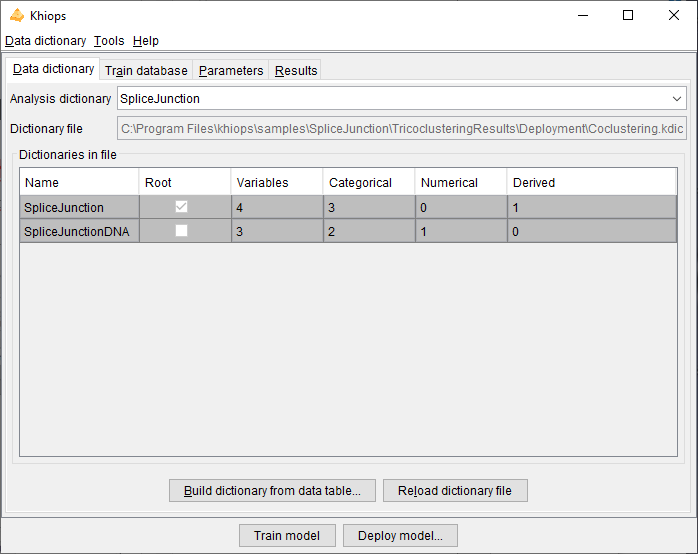 Khiops
Data dictionary Tools Help
Data dictionary Train database Parameters Results
Analysis dictionary SpliceJunction
Dictionary file C:\Program Files\khiops\samples\SpliceJunction\TricoclusteringResults\Deployment\Coclustering.kdic
Dictionaries in file
Name Root Variables Categorical Numerical Derived
SpliceJunction 4 3 0 1
SpliceJunctionDNA 3 2 1 0
Build dictionary from data table... Reload dictionary file
Train model Deploy model...